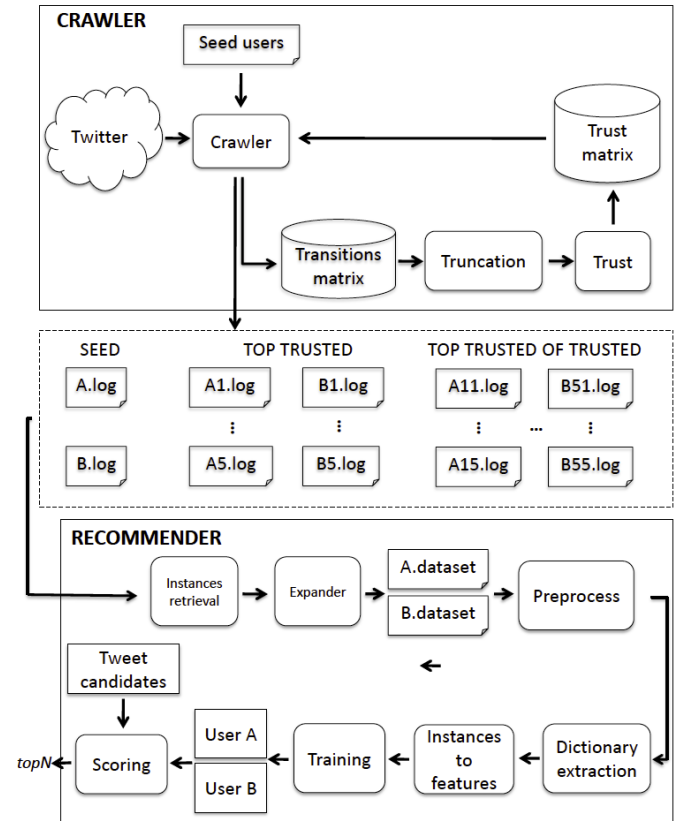 CRAWLER
Seed users
Twitter
Crawler
Trust
matrix
Transitions
matrix
Truncation
Trust
SEED
TOP TRUSTED
TOP TRUSTED OF TRUSTED
A.log
A1.log
B1.log
A11.log
B51.log
...
B.log
A5.log
B5.log
A15.log
B55.log
RECOMMENDER
Instances
retrieval
Expander
A.dataset
B.dataset
Preprocess
Tweet
candidates
topN
Scoring
User A
User B
Training
Instances
to
features
Dictionary
extraction